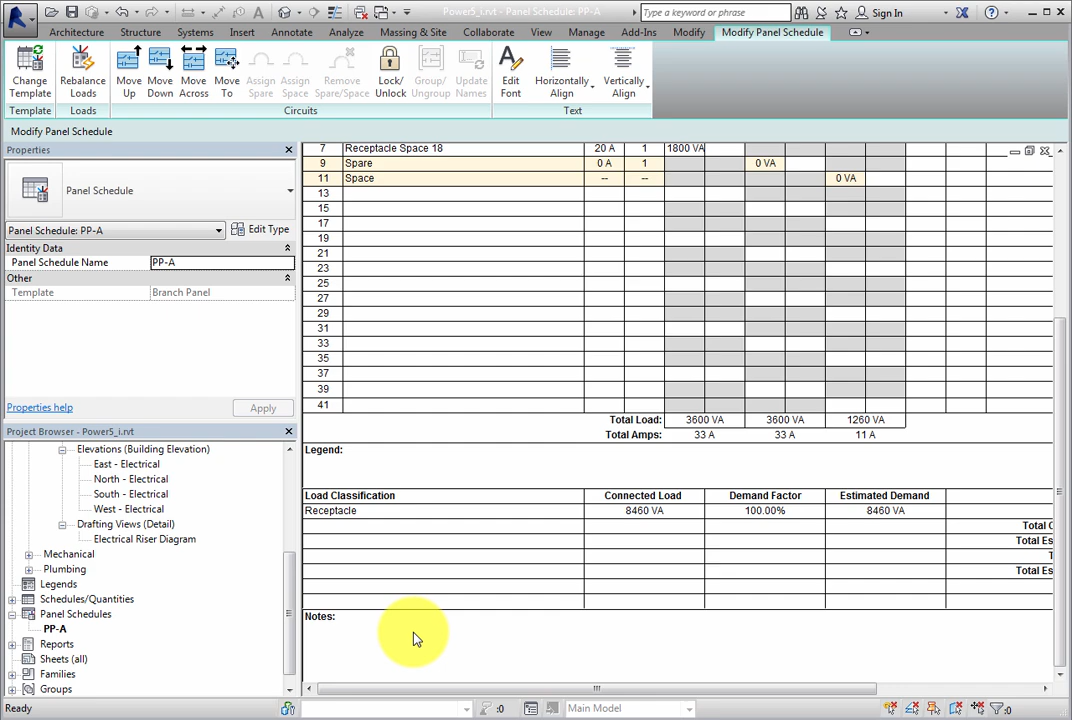 Power5_i.rvt - Panel Schedule: PP-A
Type a keyword or phrase
Sign In
Architecture Structure Systems Insert Annotate Analyze Massing & Site Collaborate View Manage Add-Ins Modify Modify Panel Schedule
Change Template
Rebalance Loads
Move Up
Move Down
Move Across
Move To
Assign Spare
Assign Space
Remove Spare/Space
Lock/ Unlock
Group/ Ungroup
Update Names
Edit Font
Horizontally Align
Vertically Align
Template Loads Circuits Text
Modify Panel Schedule
Properties
Panel Schedule
Panel Schedule: PP-A
Edit Type
Identity Data
Panel Schedule Name PP-A
Other
Template Branch Panel
Properties help
Apply
Project Browser - Power5_i.rvt
Elevations (Building Elevation)
East - Electrical
North - Electrical
South - Electrical
West - Electrical
Drafting Views (Detail)
Electrical Riser Diagram
Mechanical
Plumbing
Legends
Schedules/Quantities
Panel Schedules
PP-A
Reports
Sheets (all)
Families
Groups
7 Receptacle Space 18 20 A 1 1800 VA
9 Spare 0 A 1 0 VA
11 Space -- -- 0 VA
13
15
17
19
21
23
25
27
29
31
33
35
37
39
41
Total Load: 3600 VA 3600 VA 1260 VA
Total Amps: 33 A 33 A 11 A
Legend:
Load Classification Connected Load Demand Factor Estimated Demand
Receptacle 8460 VA 100.00% 8460 VA
Total C
Total Es
T
Total Es
Notes:
Ready
:0
Main Model
:0